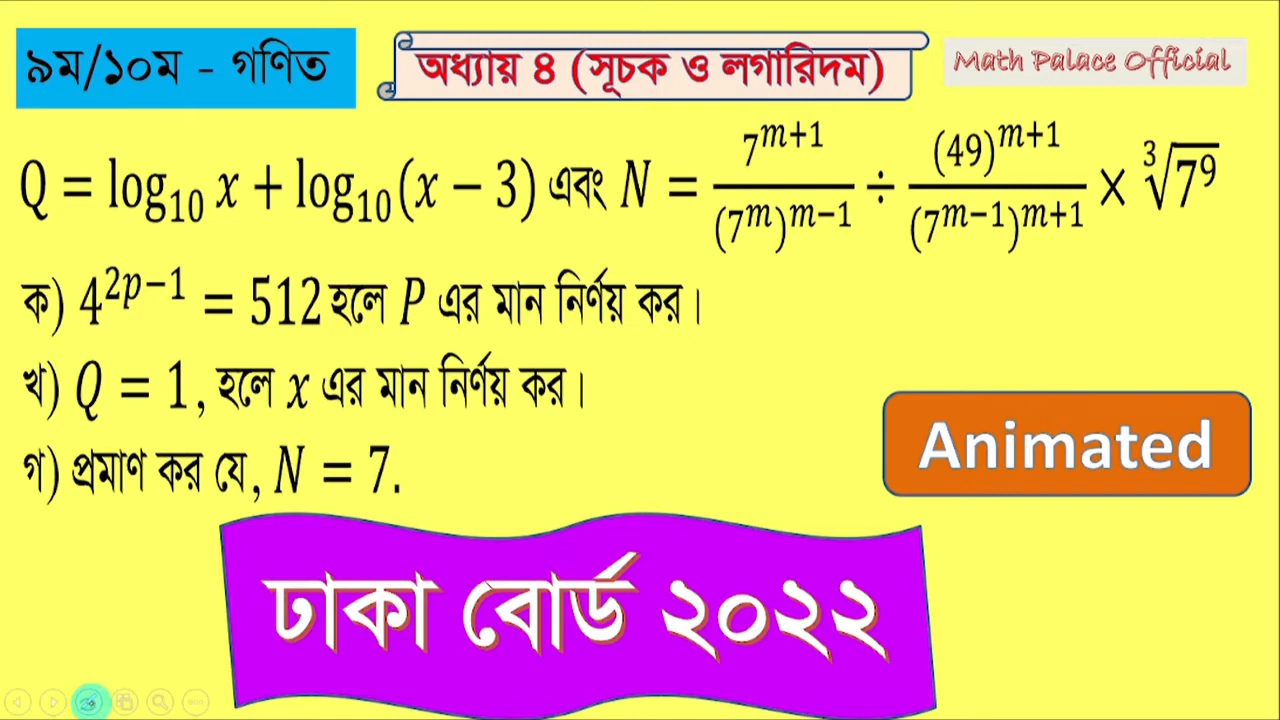 ৯ম/১০ম - গণিত
অধ্যায় ৪ (সূচক ও লগারিদম)
Math Palace Official
Q = log₁₀ x + log₁₀(x − 3) এবং N = 7^{m+1}/(7^m)^{m−1} ÷ (49)^{m+1}/(7^{m−1})^{m+1} × ∛7⁹
ক) 4^{2p−1} = 512 হলে P এর মান নির্ণয় কর।
খ) Q = 1, হলে x এর মান নির্ণয় কর।
গ) প্রমাণ কর যে, N = 7.
Animated
ঢাকা বোর্ড ২০২২